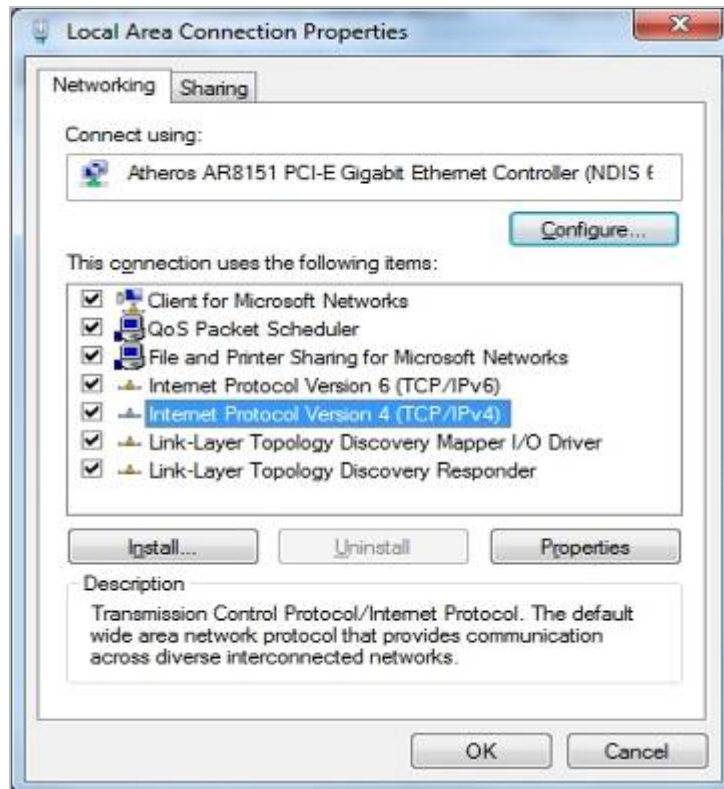 Local Area Connection Properties
Networking
Sharing
Connect using:
Atheros AR8151 PCI-E Gigabit Ethernet Controller (NDIS 6
Configure...
This connection uses the following items:
Client for Microsoft Networks
QoS Packet Scheduler
File and Printer Sharing for Microsoft Networks
Internet Protocol Version 6 (TCP/IPv6)
Internet Protocol Version 4 (TCP/IPv4)
Link-Layer Topology Discovery Mapper I/O Driver
Link-Layer Topology Discovery Responder
Install...
Uninstall
Properties
Description
Transmission Control Protocol/Internet Protocol. The default
wide area network protocol that provides communication
across diverse interconnected networks.
OK
Cancel